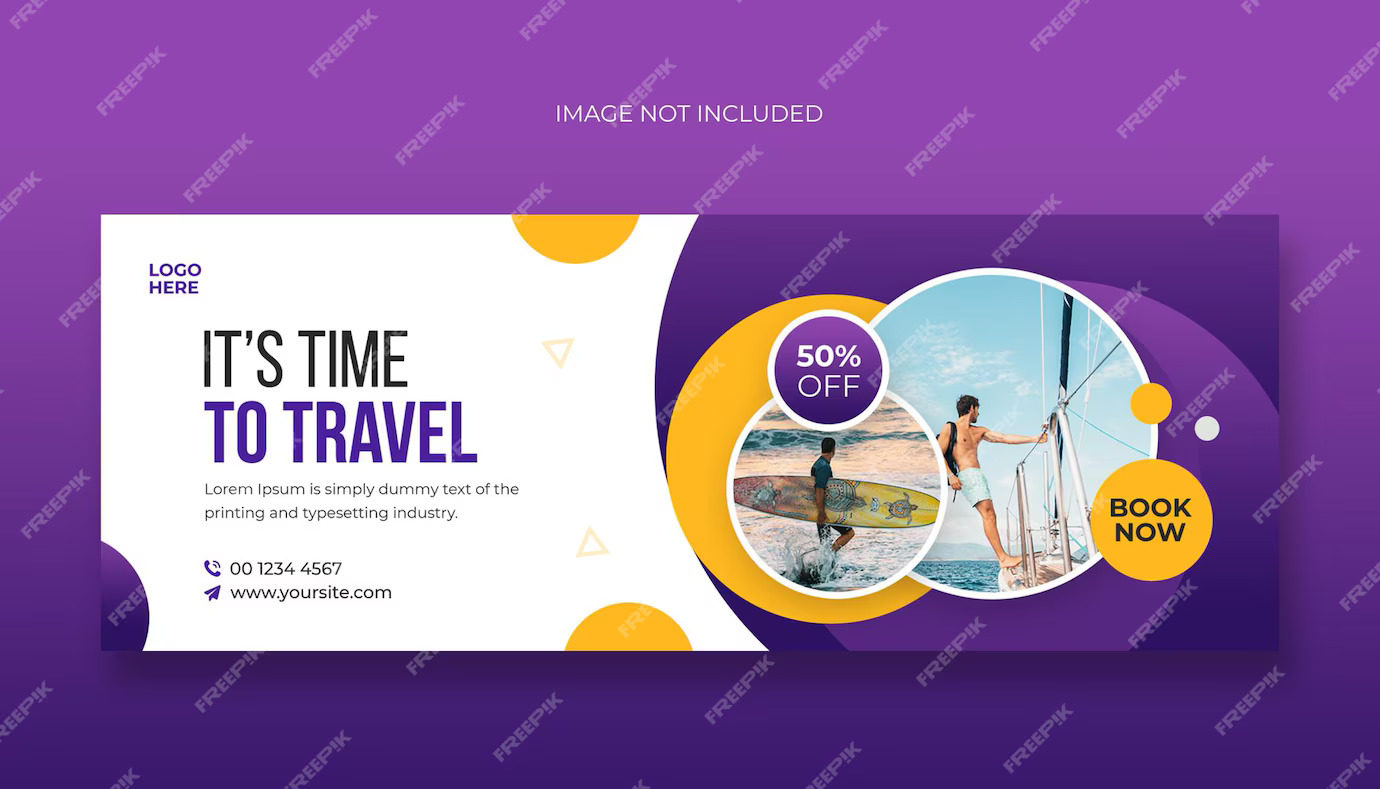 IMAGE NOT INCLUDED
LOGO
HERE
IT'S TIME
TO TRAVEL
Lorem Ipsum is simply dummy text of the
printing and typesetting industry.
00 1234 4567
www.yoursite.com
50%
OFF
BOOK
NOW
FREEPIK